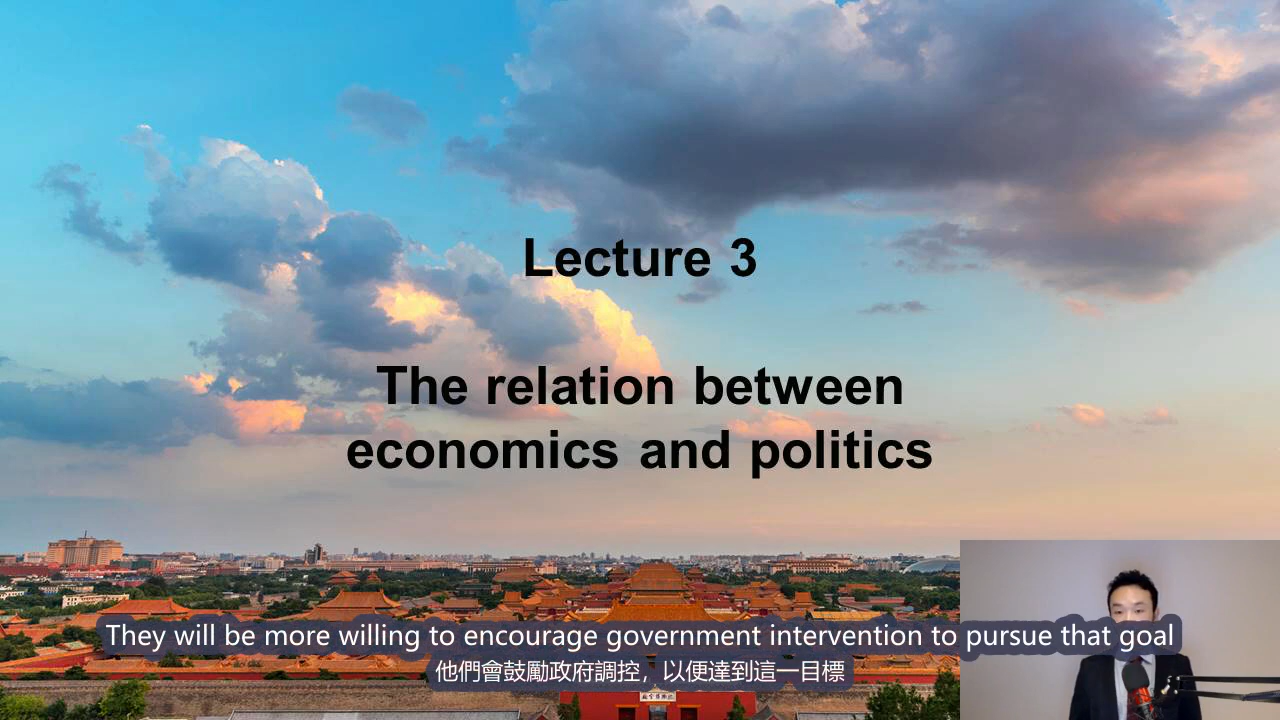 Lecture 3
The relation between
economics and politics
They will be more willing to encourage government intervention to pursue that goal
他們會鼓勵政府調控，以便達到這一目標